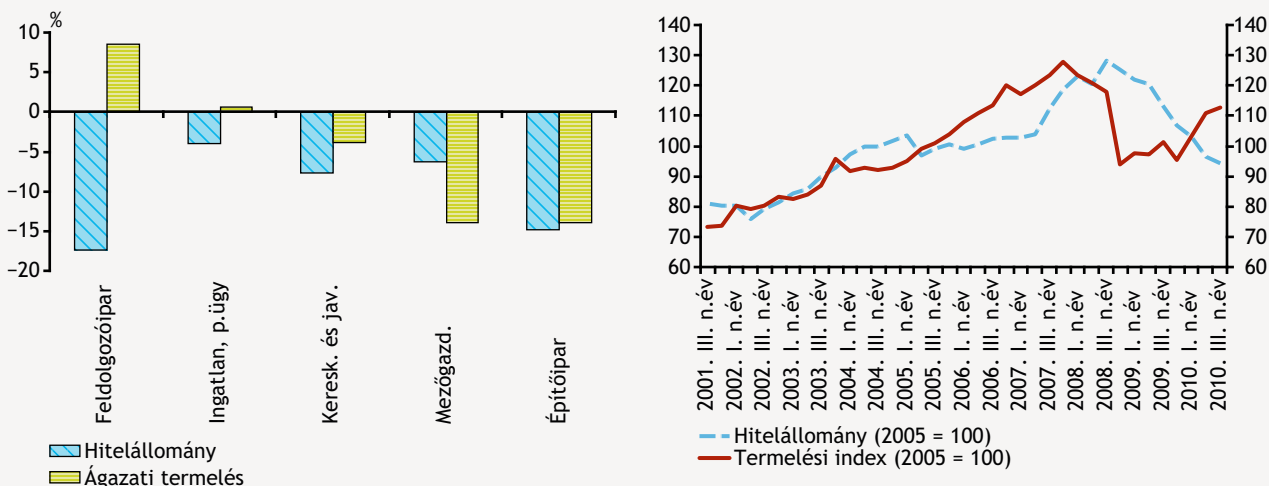 %
10
5
0
−5
−10
−15
−20
Feldolgozóipar
Ingatlan, p.ügy
Keresk. és jav.
Mezőgazd.
Építőipar
Hitelállomány
Ágazati termelés
140 140
130 130
120 120
110 110
100 100
90 90
80 80
70 70
60 60
2001. III. n.év
2002. I. n.év
2002. III. n.év
2003. I. n.év
2003. III. n.év
2004. I. n.év
2004. III. n.év
2005. I. n.év
2005. III. n.év
2006. I. n.év
2006. III. n.év
2007. I. n.év
2007. III. n.év
2008. I. n.év
2008. III. n.év
2009. I. n.év
2009. III. n.év
2010. I. n.év
2010. III. n.év
Hitelállomány (2005 = 100)
Termelési index (2005 = 100)